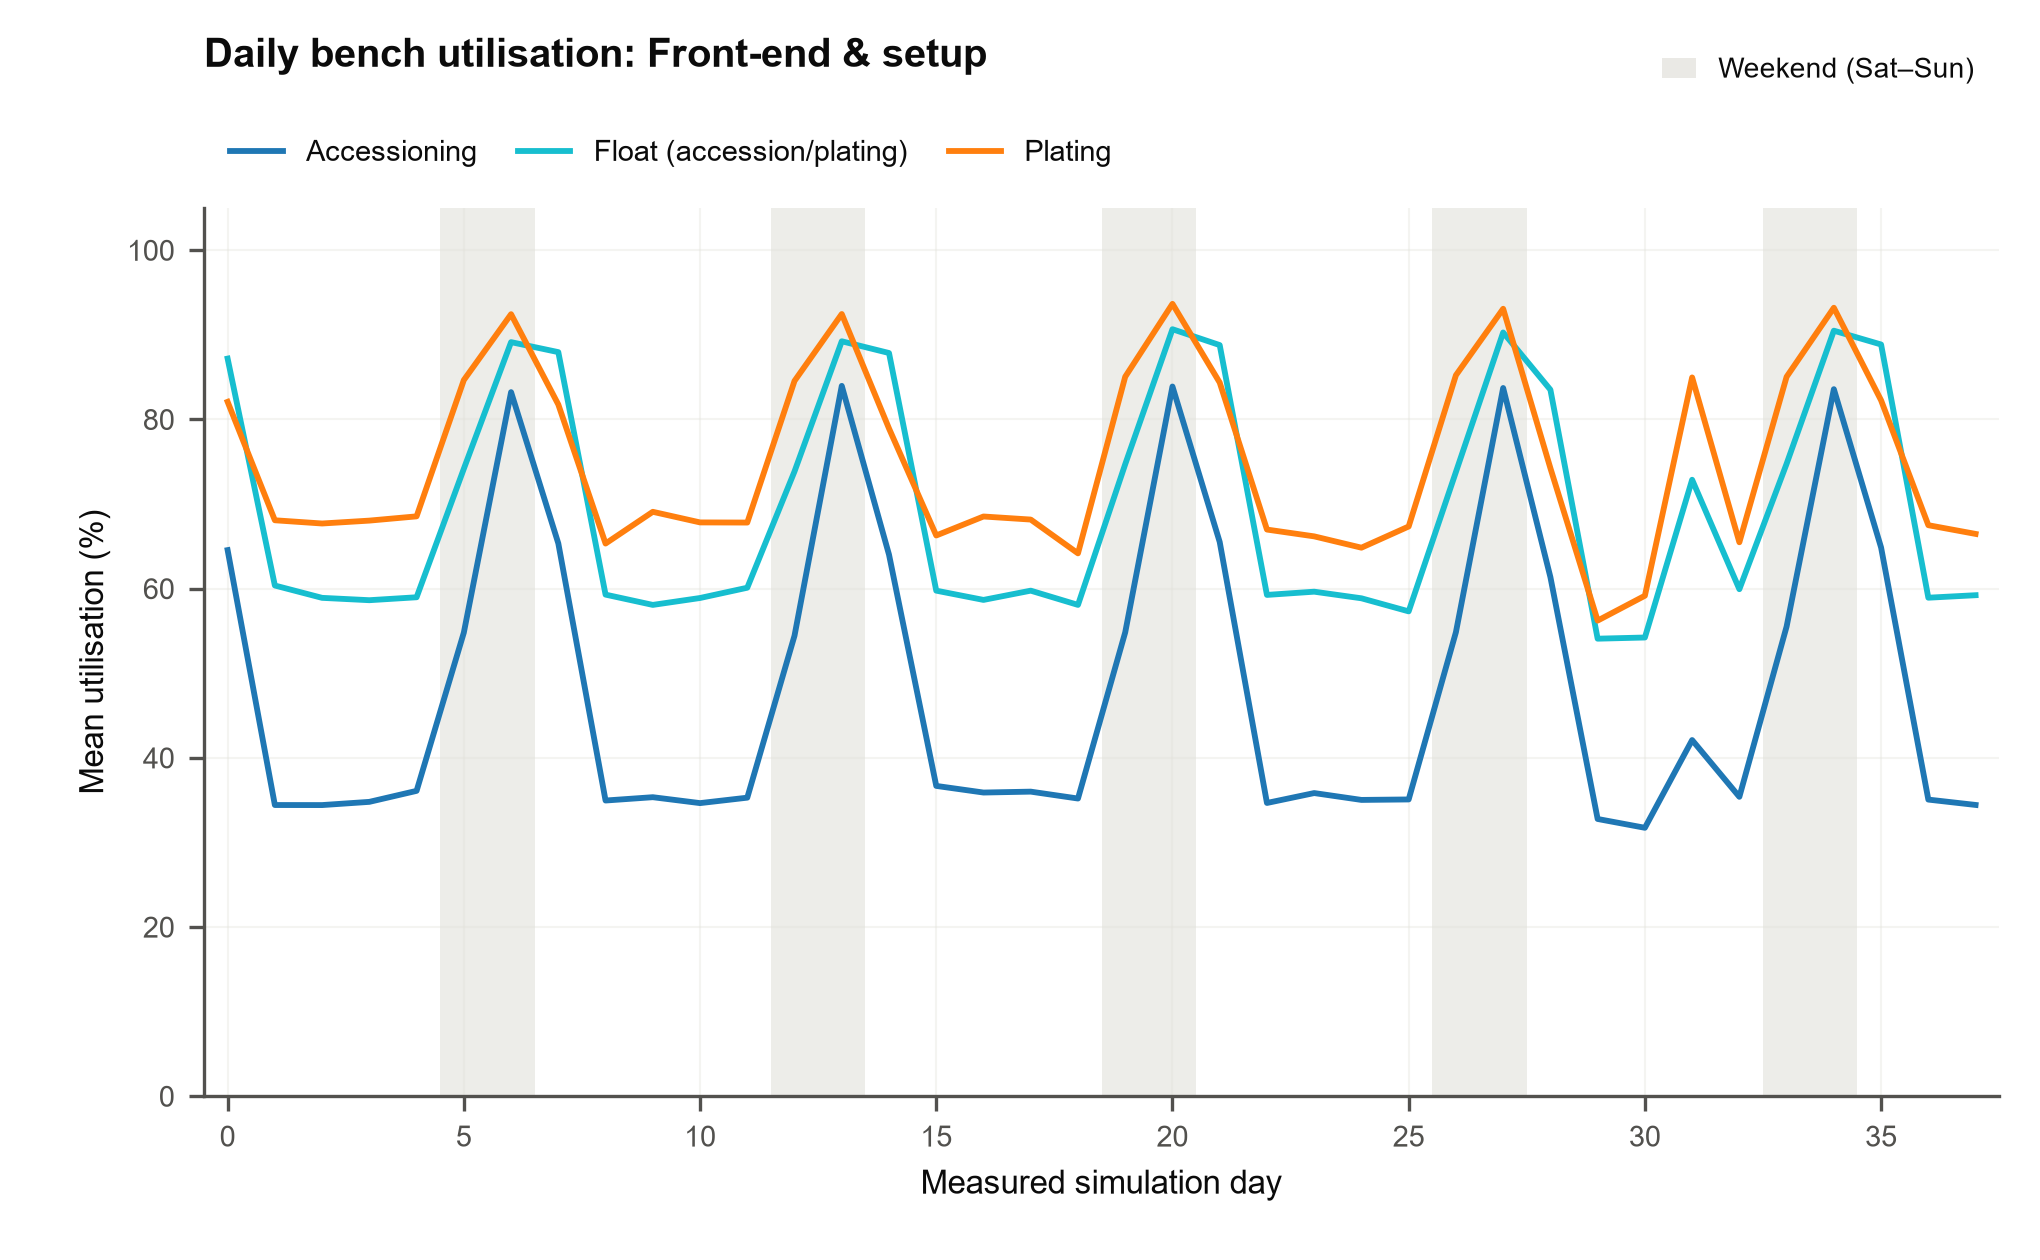 Daily bench utilisation: Front-end & setup
Weekend (Sat–Sun)
Accessioning Float (accession/plating) Plating
Mean utilisation (%)
100
80
60
40
20
0
0 5 10 15 20 25 30 35
Measured simulation day